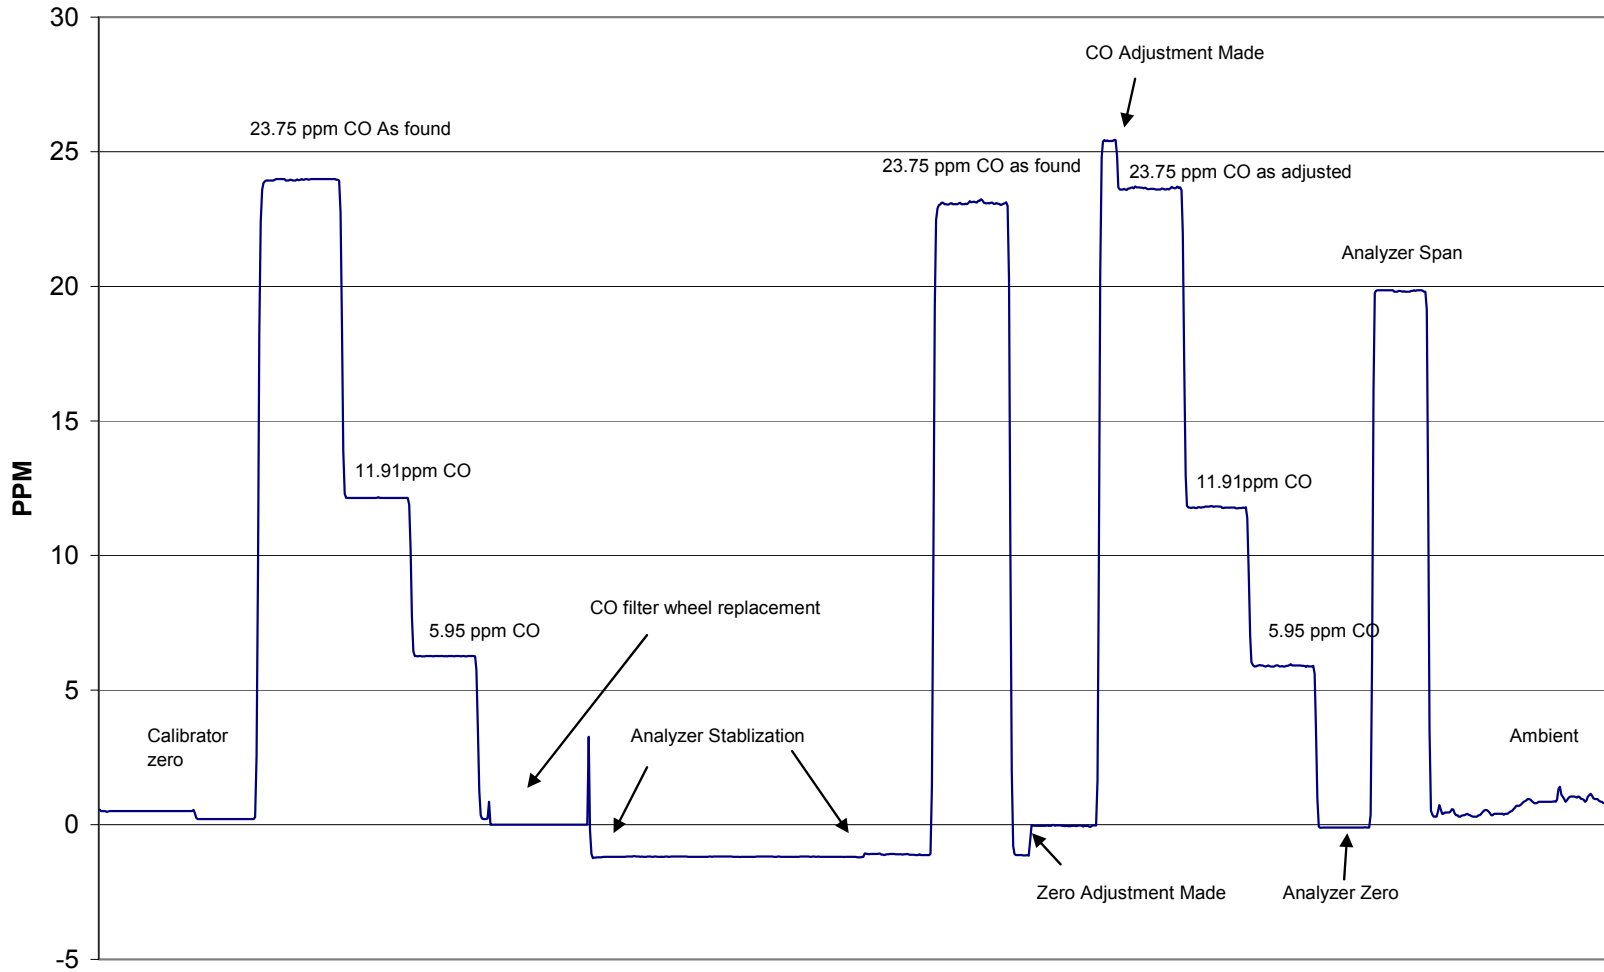 30
CO Adjustment Made
23.75 ppm CO As found
25
23.75 ppm CO as found
23.75 ppm CO as adjusted
Analyzer Span
20
15
11.91ppm CO
11.91ppm CO
PPM
10
CO filter wheel replacement
5.95 ppm CO
5.95 ppm CO
5
Calibrator
zero
Analyzer Stablization
Ambient
0
Zero Adjustment Made
Analyzer Zero
-5